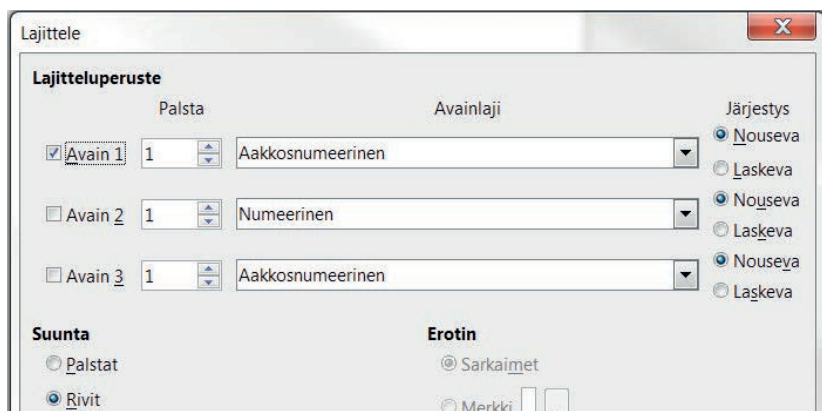 Lajittele
Lajitteluperuste
Palsta Avainlaji Järjestys
Avain 1 1 Aakkosnumeerinen Nouseva
Laskeva
Avain 2 1 Numeerinen Nouseva
Laskeva
Avain 3 1 Aakkosnumeerinen Nouseva
Laskeva
Suunta Erotin
Palstat Sarkaimet
Rivit Merkki ...